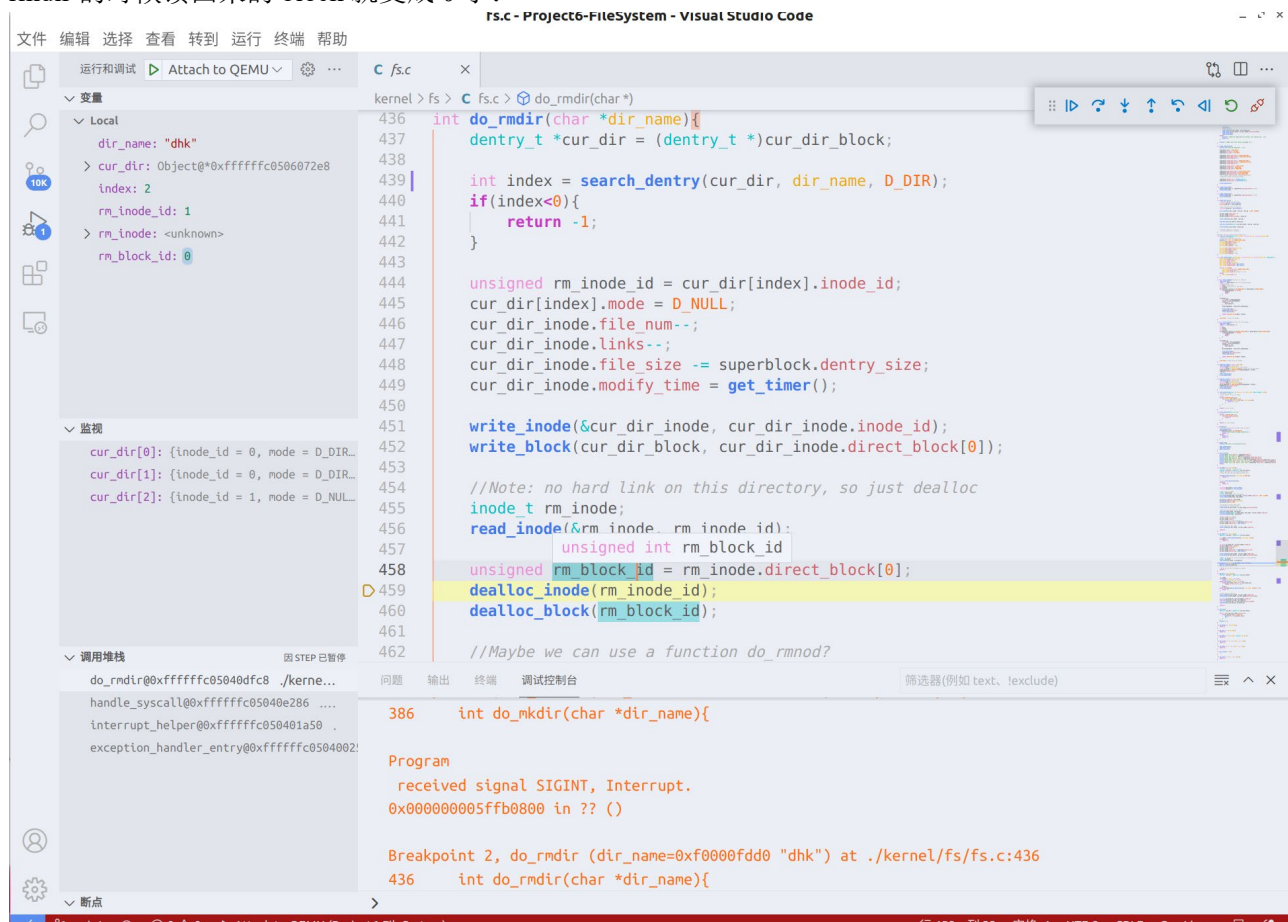 fs.c - Project6-FileSystem - Visual Studio Code
文件 编辑 选择 查看 转到 运行 终端 帮助
运行和调试 Attach to QEMU
变量
Local
dir_name: "dhk"
cur_dir: Object@*0xffffffc0506072e8
index: 2
rm_inode_id: 1
rm_inode: <unknown>
rm_block_id: 0
10K
1
监视
cur_dir[0]: {inode_id = 0, mode = D_DIR…
cur_dir[1]: {inode_id = 0, mode = D_DIR…
cur_dir[2]: {inode_id = 1, mode = D_NUL…
调用堆栈 因 STEP 已暂停
do_rmdir@0xffffffc05040dfc8 ./kerne...
handle_syscall@0xffffffc05040e286 ....
interrupt_helper@0xffffffc050401a50 .
exception_handler_entry@0xffffffc0504002
断点
C fs.c ×
kernel > fs > C fs.c > do_rmdir(char *)
436 int do_rmdir(char *dir_name){
437 dentry_t *cur_dir = (dentry_t *)cur_dir_block;
438
439 int index = search_dentry(cur_dir, dir_name, D_DIR);
440 if(index<0){
441 return -1;
442 }
443
444 unsigned rm_inode_id = cur_dir[index].inode_id;
445 cur_dir[index].mode = D_NULL;
446 cur_dir_inode.file_num--;
447 cur_dir_inode.links--;
448 cur_dir_inode.file_size -= superblock.dentry_size;
449 cur_dir_inode.modify_time = get_timer();
450
451 write_inode(&cur_dir_inode, cur_dir_inode.inode_id);
452 write_block(cur_dir_block, cur_dir_inode.direct_block[0]);
453
454 //Note: no hard link on this directory, so just dealloc
455 inode_t rm_inode;
456 read_inode(&rm_inode, rm_inode_id);
457 unsigned int rm_block_id
458 unsigned rm_block_id = rm_inode.direct_block[0];
459 dealloc_inode(rm_inode_id);
460 dealloc_block(rm_block_id);
461
462 //Maybe we can use a function do_rmnod?
问题 输出 终端 调试控制台 筛选器(例如 text、!exclude)
386 int do_mkdir(char *dir_name){
Program
received signal SIGINT, Interrupt.
0x000000005ffb0800 in ?? ()
Breakpoint 2, do_rmdir (dir_name=0xf0000fdd0 "dhk") at ./kernel/fs/fs.c:436
436 int do_rmdir(char *dir_name){
>